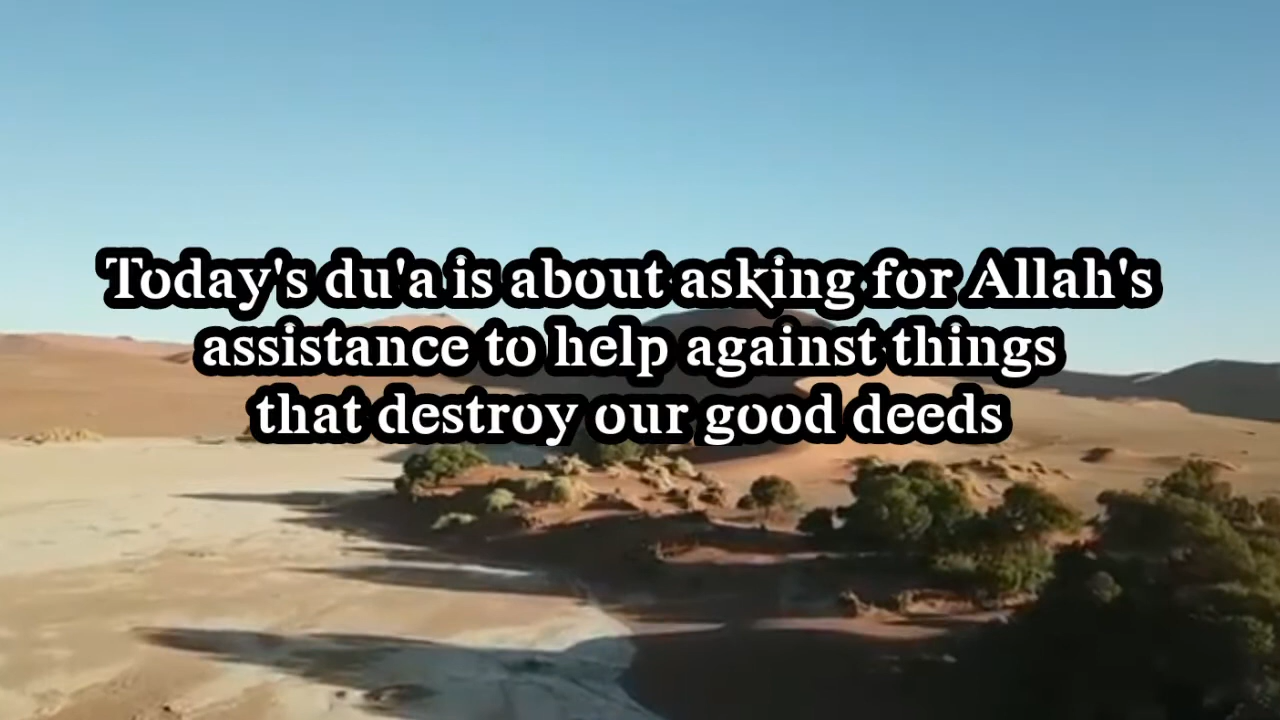 Today's du'a is about asking for Allah's
assistance to help against things
that destroy our good deeds